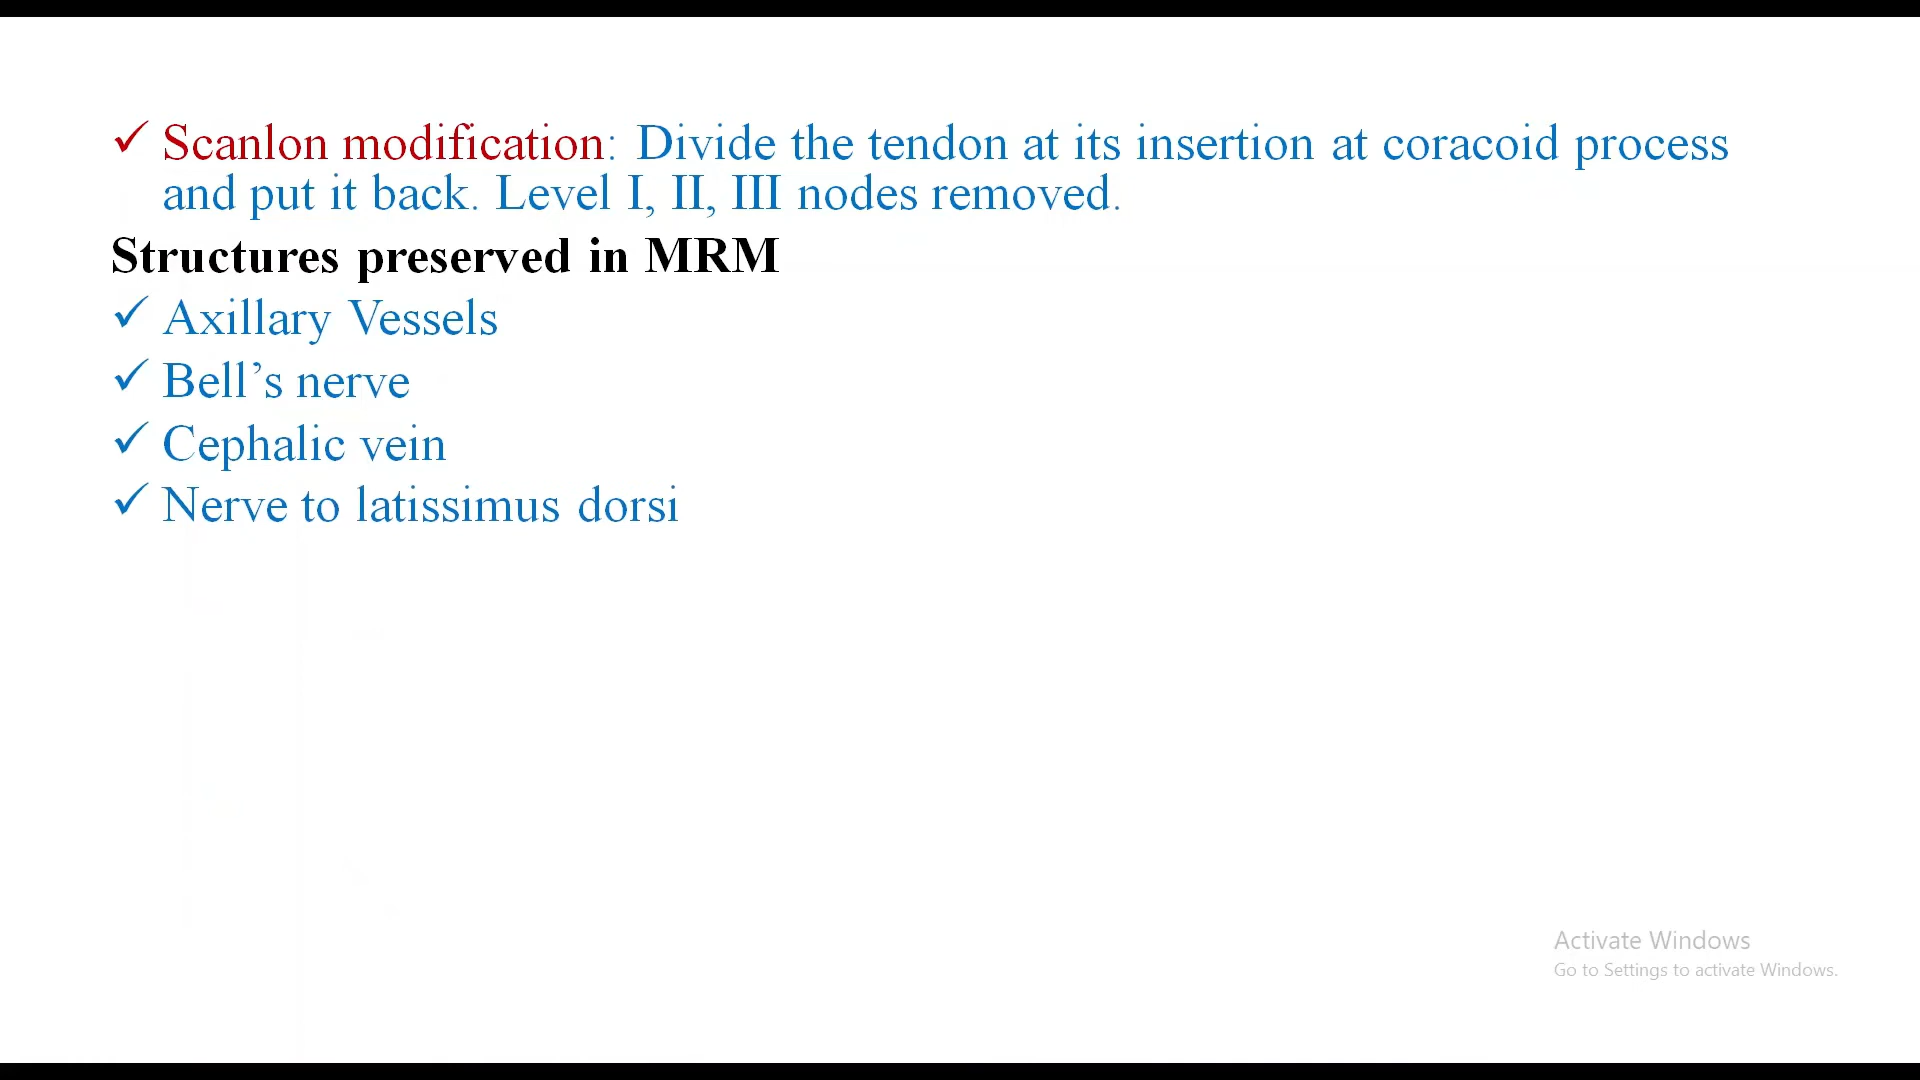 ✓ Scanlon modification: Divide the tendon at its insertion at coracoid process
and put it back. Level I, II, III nodes removed.
Structures preserved in MRM
✓ Axillary Vessels
✓ Bell’s nerve
✓ Cephalic vein
✓ Nerve to latissimus dorsi
Activate Windows
Go to Settings to activate Windows.